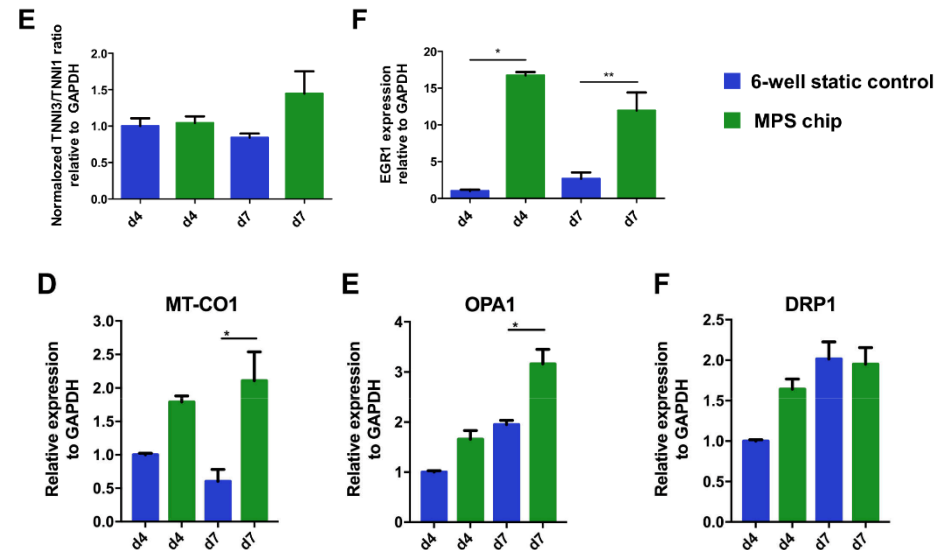 E
Normalozed TNNI3/TNNI1 ratio
relative to GAPDH
2.0
1.5
1.0
0.5
0.0
d4
d4
d7
d7
F
EGR1 expression
relative to GAPDH
20
15
10
5
0
*
**
d4
d4
d7
d7
6-well static control
MPS chip
D
MT-CO1
Relative expression
to GAPDH
3.0
2.5
2.0
1.5
1.0
0.5
0.0
*
d4
d4
d7
d7
E
OPA1
Relative expression
to GAPDH
4
3
2
1
0
*
d4
d4
d7
d7
F
DRP1
Relative expression
to GAPDH
2.5
2.0
1.5
1.0
0.5
0.0
d4
d4
d7
d7